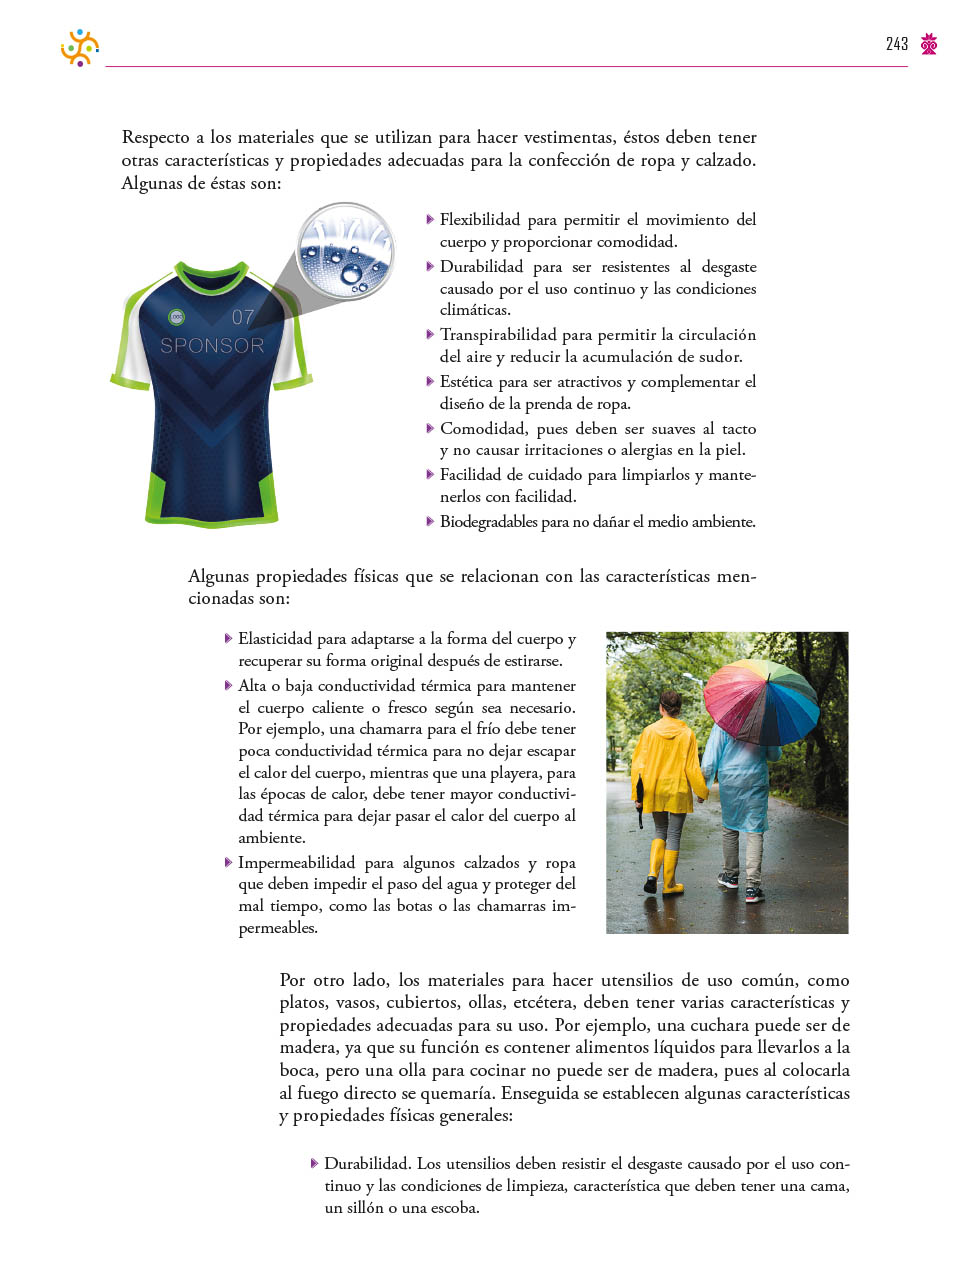 243
Respecto a los materiales que se utilizan para hacer vestimentas, éstos deben tener
otras características y propiedades adecuadas para la confección de ropa y calzado.
Algunas de éstas son:
07
SPONSOR
Flexibilidad para permitir el movimiento del
cuerpo y proporcionar comodidad.
Durabilidad para ser resistentes al desgaste
causado por el uso continuo y las condiciones
climáticas.
Transpirabilidad para permitir la circulación
del aire y reducir la acumulación de sudor.
Estética para ser atractivos y complementar el
diseño de la prenda de ropa.
Comodidad, pues deben ser suaves al tacto
y no causar irritaciones o alergias en la piel.
Facilidad de cuidado para limpiarlos y mante-
nerlos con facilidad.
Biodegradables para no dañar el medio ambiente.
Algunas propiedades físicas que se relacionan con las características men-
cionadas son:
Elasticidad para adaptarse a la forma del cuerpo y
recuperar su forma original después de estirarse.
Alta o baja conductividad térmica para mantener
el cuerpo caliente o fresco según sea necesario.
Por ejemplo, una chamarra para el frío debe tener
poca conductividad térmica para no dejar escapar
el calor del cuerpo, mientras que una playera, para
las épocas de calor, debe tener mayor conductivi-
dad térmica para dejar pasar el calor del cuerpo al
ambiente.
Impermeabilidad para algunos calzados y ropa
que deben impedir el paso del agua y proteger del
mal tiempo, como las botas o las chamarras im-
permeables.
Por otro lado, los materiales para hacer utensilios de uso común, como
platos, vasos, cubiertos, ollas, etcétera, deben tener varias características y
propiedades adecuadas para su uso. Por ejemplo, una cuchara puede ser de
madera, ya que su función es contener alimentos líquidos para llevarlos a la
boca, pero una olla para cocinar no puede ser de madera, pues al colocarla
al fuego directo se quemaría. Enseguida se establecen algunas características
y propiedades físicas generales:
Durabilidad. Los utensilios deben resistir el desgaste causado por el uso con-
tinuo y las condiciones de limpieza, característica que deben tener una cama,
un sillón o una escoba.